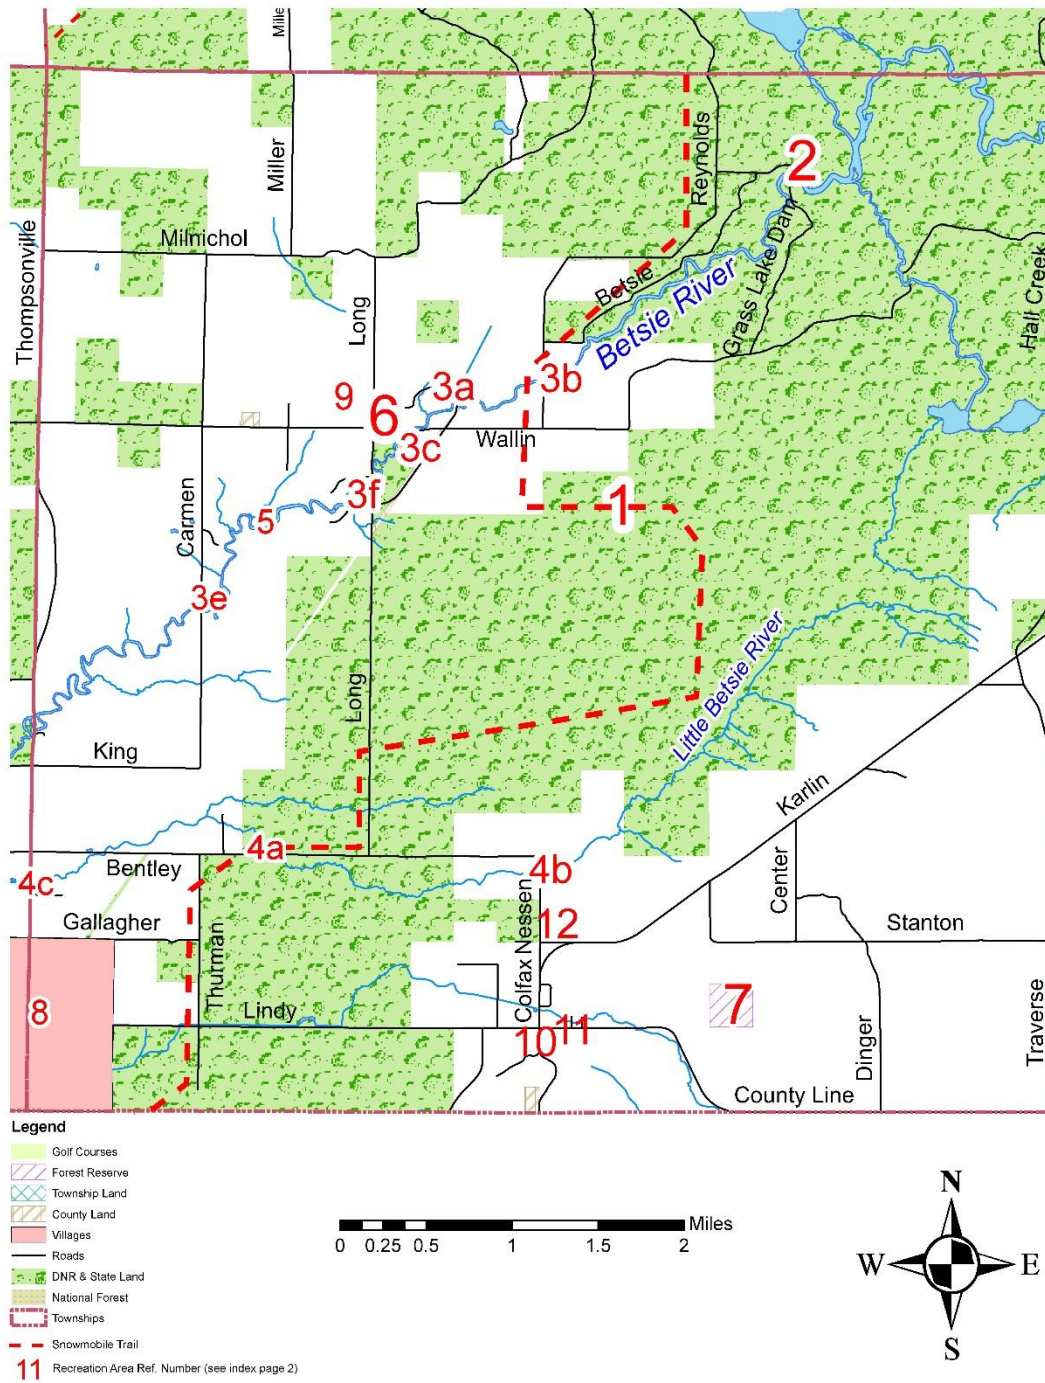 Mille
Miller
Reynolds
2
Milnichol
Thompsonville
Long
Betsie
Betsie River
Grass Lake Dam
Hall Creek
3a
3b
9
6
Wallin
3c
3f
1
5
Carmen
3e
Long
Little Betsie River
King
Karlin
4a
Bentley
4b
4c
Center
Gallagher
12
Stanton
Colfax Nessen
Thurman
8
Lindy
7
10
11
Dinger
Traverse
County Line
Legend
Golf Courses
Forest Reserve
Township Land
County Land
Villages
Roads
DNR & State Land
National Forest
Townships
Snowmobile Trail
11 Recreation Area Ref. Number (see index page 2)
Miles
0 0.25 0.5 1 1.5 2
N
W E
S